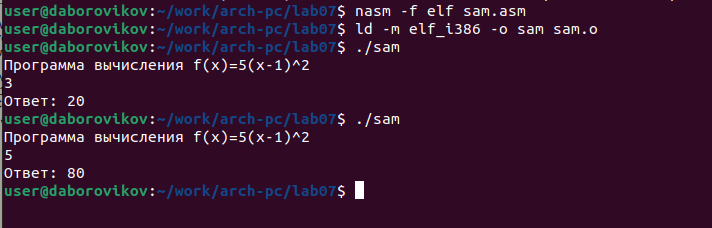 user@daborovikov:~/work/arch-pc/lab07$ nasm -f elf sam.asm
user@daborovikov:~/work/arch-pc/lab07$ ld -m elf_i386 -o sam sam.o
user@daborovikov:~/work/arch-pc/lab07$ ./sam
Программа вычисления f(x)=5(x-1)^2
3
Ответ: 20
user@daborovikov:~/work/arch-pc/lab07$ ./sam
Программа вычисления f(x)=5(x-1)^2
5
Ответ: 80
user@daborovikov:~/work/arch-pc/lab07$